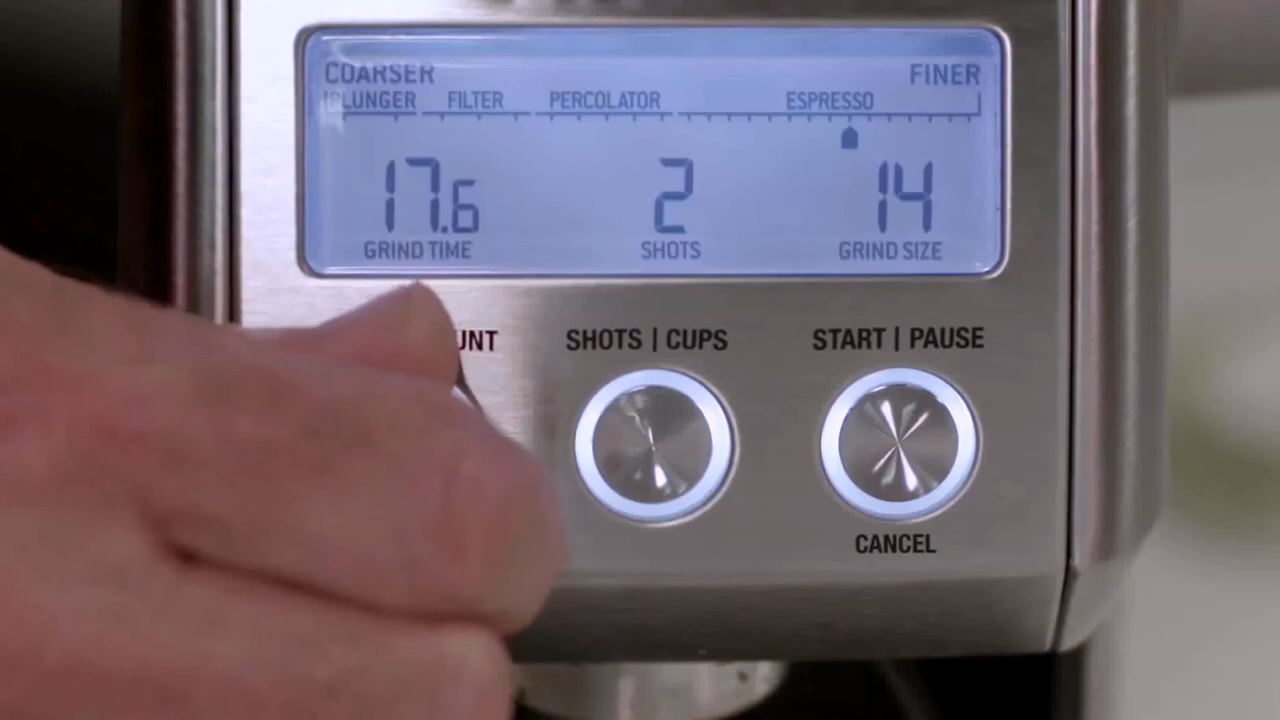 COARSER FINER
PLUNGER FILTER PERCOLATOR ESPRESSO
17.6 2 14
GRIND TIME SHOTS GRIND SIZE
UNT SHOTS | CUPS START | PAUSE
CANCEL